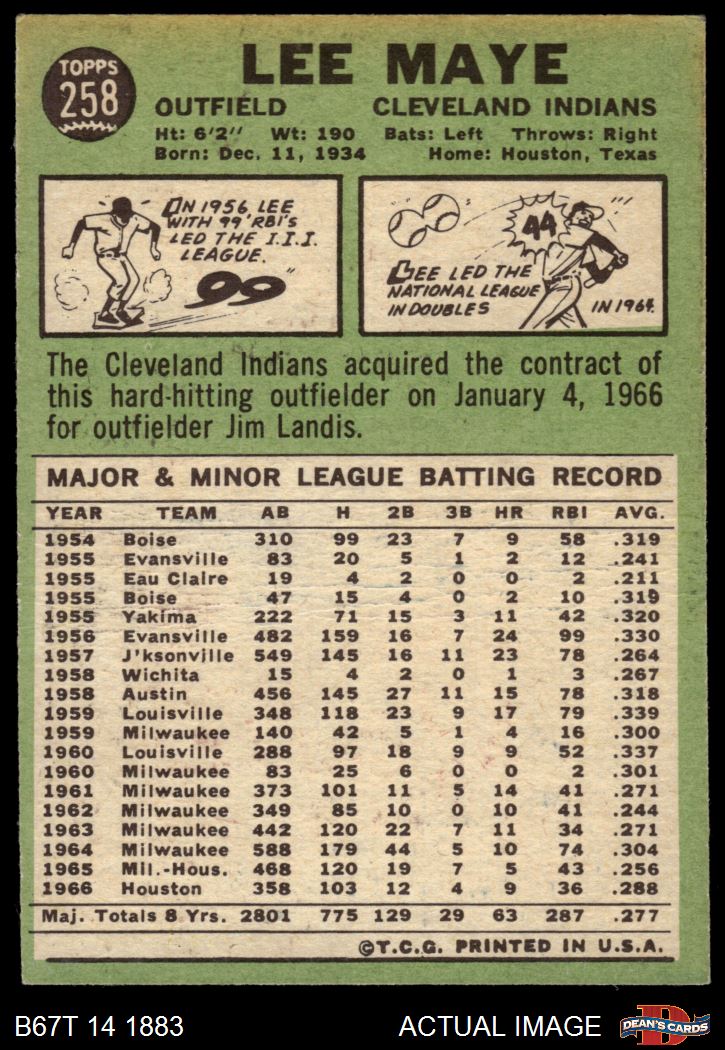 TOPPS
258
LEE MAYE
OUTFIELD CLEVELAND INDIANS
Ht: 6'2" Wt: 190 Bats: Left Throws: Right
Born: Dec. 11, 1934 Home: Houston, Texas
ON 1956, LEE
WITH 99 RBI's
LED THE I.I.I.
LEAGUE.
99
44
LEE LED THE
NATIONAL LEAGUE
IN DOUBLES
IN 1964.
The Cleveland Indians acquired the contract of
this hard-hitting outfielder on January 4, 1966
for outfielder Jim Landis.
MAJOR & MINOR LEAGUE BATTING RECORD
YEAR TEAM AB H 2B 3B HR RBI AVG.
1954 Boise 310 99 23 7 9 58 .319
1955 Evansville 83 20 5 1 2 12 .241
1955 Eau Claire 19 4 2 0 0 2 .211
1955 Boise 47 15 4 0 2 10 .319
1955 Yakima 222 71 15 3 11 42 .320
1956 Evansville 482 159 16 7 24 99 .330
1957 J'ksonville 549 145 16 11 23 78 .264
1958 Wichita 15 4 2 0 1 3 .267
1958 Austin 456 145 27 11 15 78 .318
1959 Louisville 348 118 23 9 17 79 .339
1959 Milwaukee 140 42 5 1 4 16 .300
1960 Louisville 288 97 18 9 9 52 .337
1960 Milwaukee 83 25 6 0 0 2 .301
1961 Milwaukee 373 101 11 5 14 41 .271
1962 Milwaukee 349 85 10 0 10 41 .244
1963 Milwaukee 442 120 22 7 11 34 .271
1964 Milwaukee 588 179 44 5 10 74 .304
1965 Mil.-Hous. 468 120 19 7 5 43 .256
1966 Houston 358 103 12 4 9 36 .288
Maj. Totals 8 Yrs. 2801 775 129 29 63 287 .277
©T.C.G. PRINTED IN U.S.A.
B67T 14 1883 ACTUAL IMAGE DEAN'S CARDS